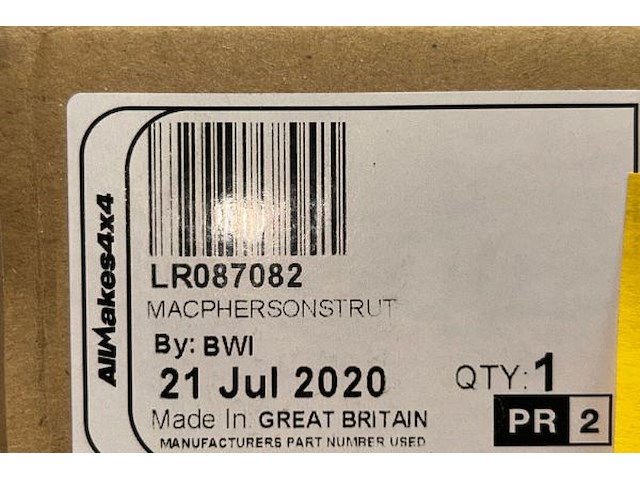 AllMakes4x4
LR087082
MACPHERSONSTRUT
By: BWI
21 Jul 2020
QTY: 1
Made In GREAT BRITAIN
PR 2
MANUFACTURERS PART NUMBER USED